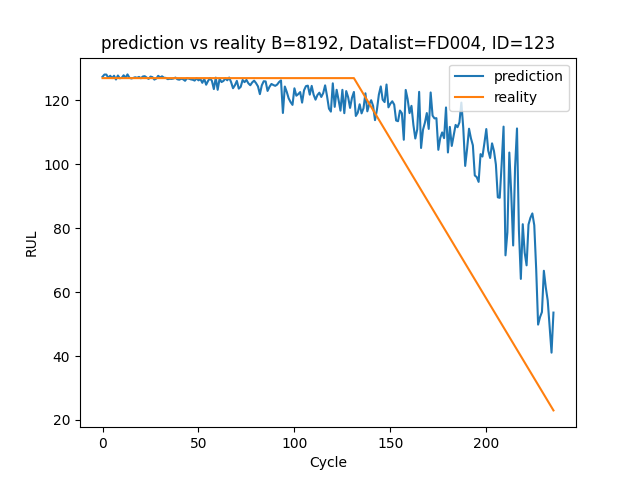 prediction vs reality B=8192, Datalist=FD004, ID=123
prediction
reality
120
100
80
60
40
20
RUL
0
50
100
150
200
Cycle